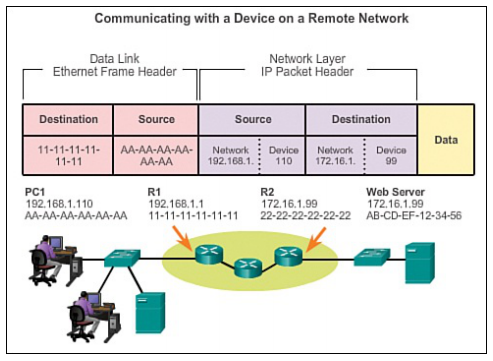 Communicating with a Device on a Remote Network
Data Link
Ethernet Frame Header
Network Layer
IP Packet Header
Destination
Source
Source
Destination
Data
11-11-11-11-
11-11
AA-AA-AA-AA-
AA-AA
Network
192.168.1.
Device
110
Network
172.16.1.
Device
99
PC1
192.168.1.110
AA-AA-AA-AA-AA-AA
R1
192.168.1.1
11-11-11-11-11-11
R2
172.16.1.99
22-22-22-22-22-22
Web Server
172.16.1.99
AB-CD-EF-12-34-56